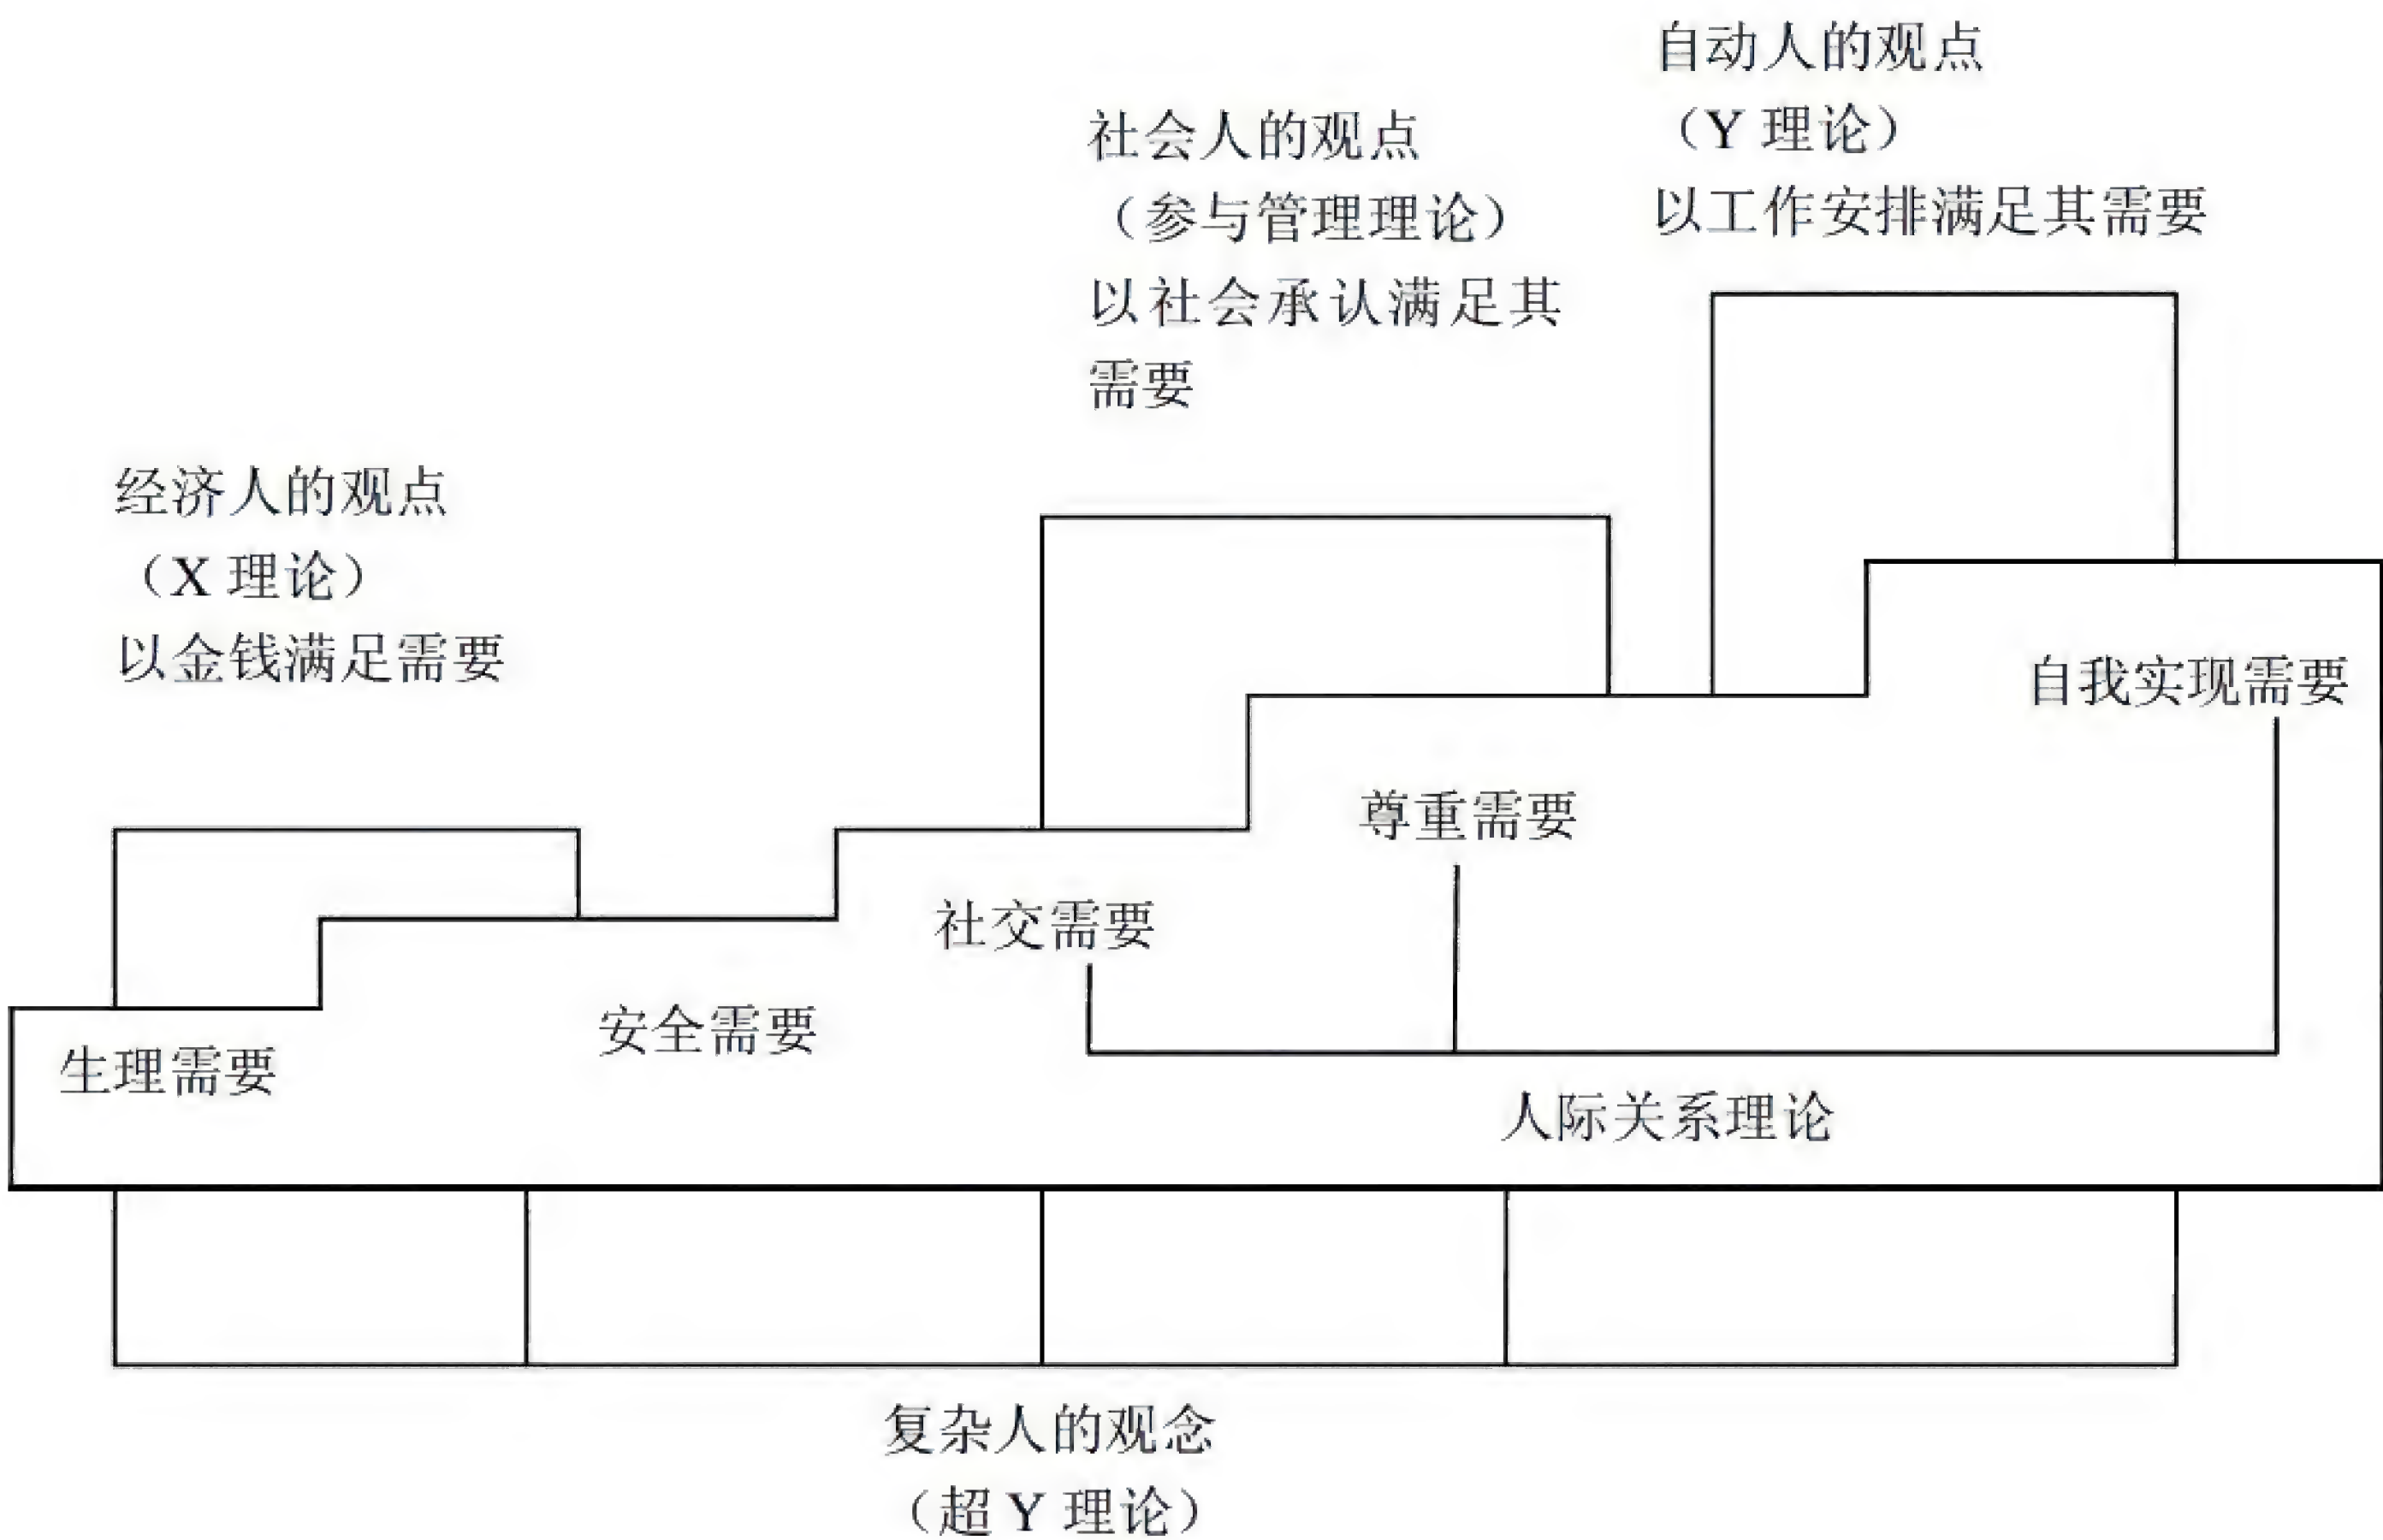 自动人的观点
（Y 理论）
以工作安排满足其需要
社会人的观点
（参与管理理论）
以社会承认满足其
需要
经济人的观点
（X 理论）
以金钱满足需要
自我实现需要
尊重需要
社交需要
安全需要
生理需要
人际关系理论
复杂人的观念
（超 Y 理论）